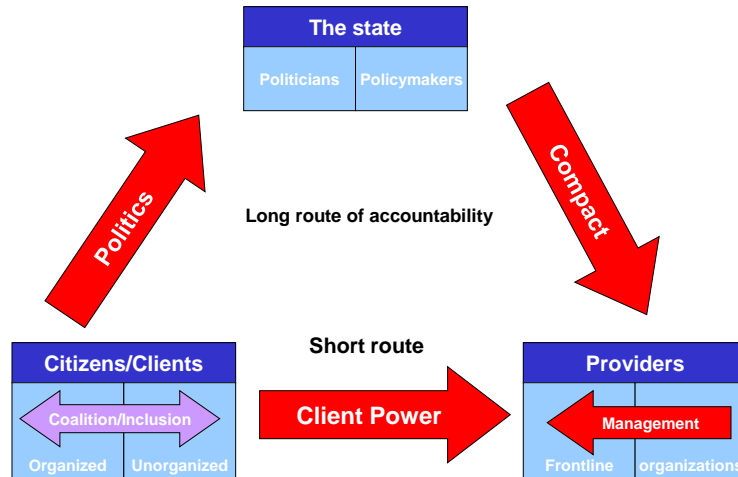 The state
Politicians Policymakers
Politics
Compact
Long route of accountability
Short route
Citizens/Clients
Coalition/Inclusion
Organized Unorganized
Client Power
Providers
Management
Frontline organizations